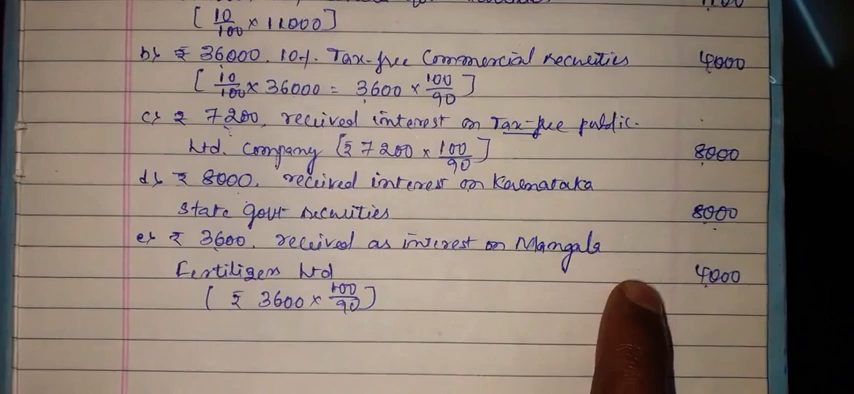 [ 10/100 × 11000 ]
b) ₹ 36000. 10%. Tax-free Commercial Securities 4000
[ 10/100 × 36000 = 3600 × 100/90 ]
c) ₹ 7200, received interest on Tax-free public.
Ltd. Company [ ₹ 7200 × 100/90 ] 8000
d) ₹ 8000, received interest on Karnataka
State Govt securities 8000
e) ₹ 3600. received as interest on Mangala
Fertilizers Ltd 4000
[ ₹ 3600 × 100/90 ]